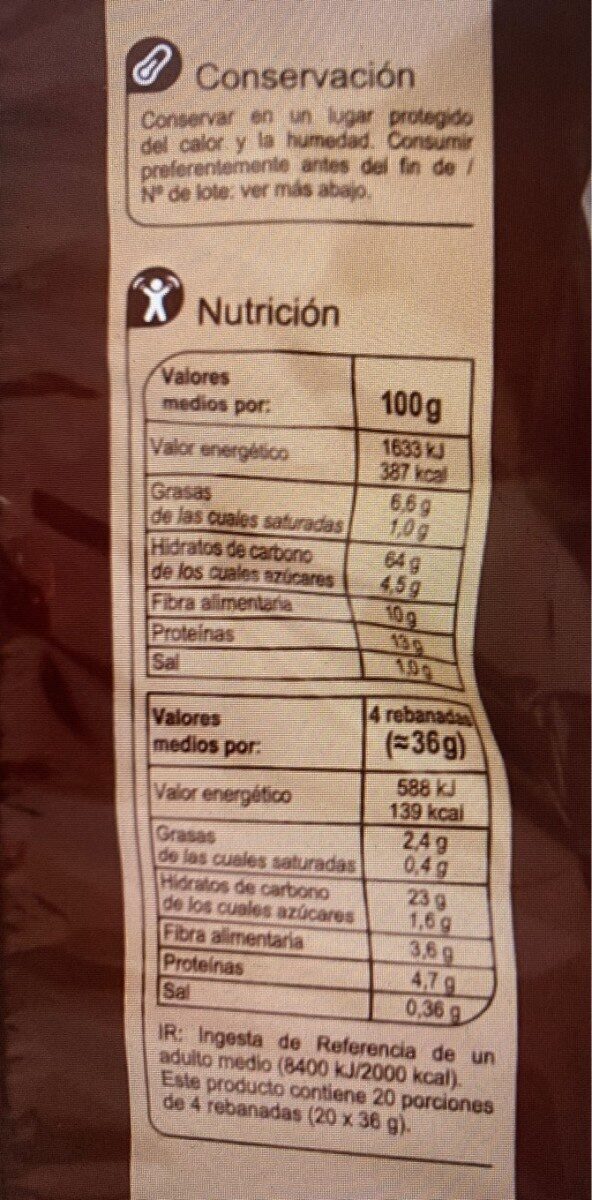 Conservación
Conservar en un lugar protegido
del calor y la humedad. Consumir
preferentemente antes del fin de /
Nº de lote: ver más abajo.
Nutrición
Valores
medios por:
100g
Valor energético
1633 kJ
387 kcal
Grasas
6,6 g
de las cuales saturadas
1,0 g
Hidratos de carbono
64 g
de los cuales azúcares
4,5 g
Fibra alimentaria
10 g
Proteínas
13 g
Sal
1,0 g
Valores
medios por:
4 rebanadas
(≈36g)
Valor energético
588 kJ
139 kcal
Grasas
2,4 g
de las cuales saturadas
0,4 g
Hidratos de carbono
23 g
de los cuales azúcares
1,6 g
Fibra alimentaria
3,6 g
Proteínas
4,7 g
Sal
0,36 g
IR: Ingesta de Referencia de un
adulto medio (8400 kJ/2000 kcal).
Este producto contiene 20 porciones
de 4 rebanadas (20 x 36 g).